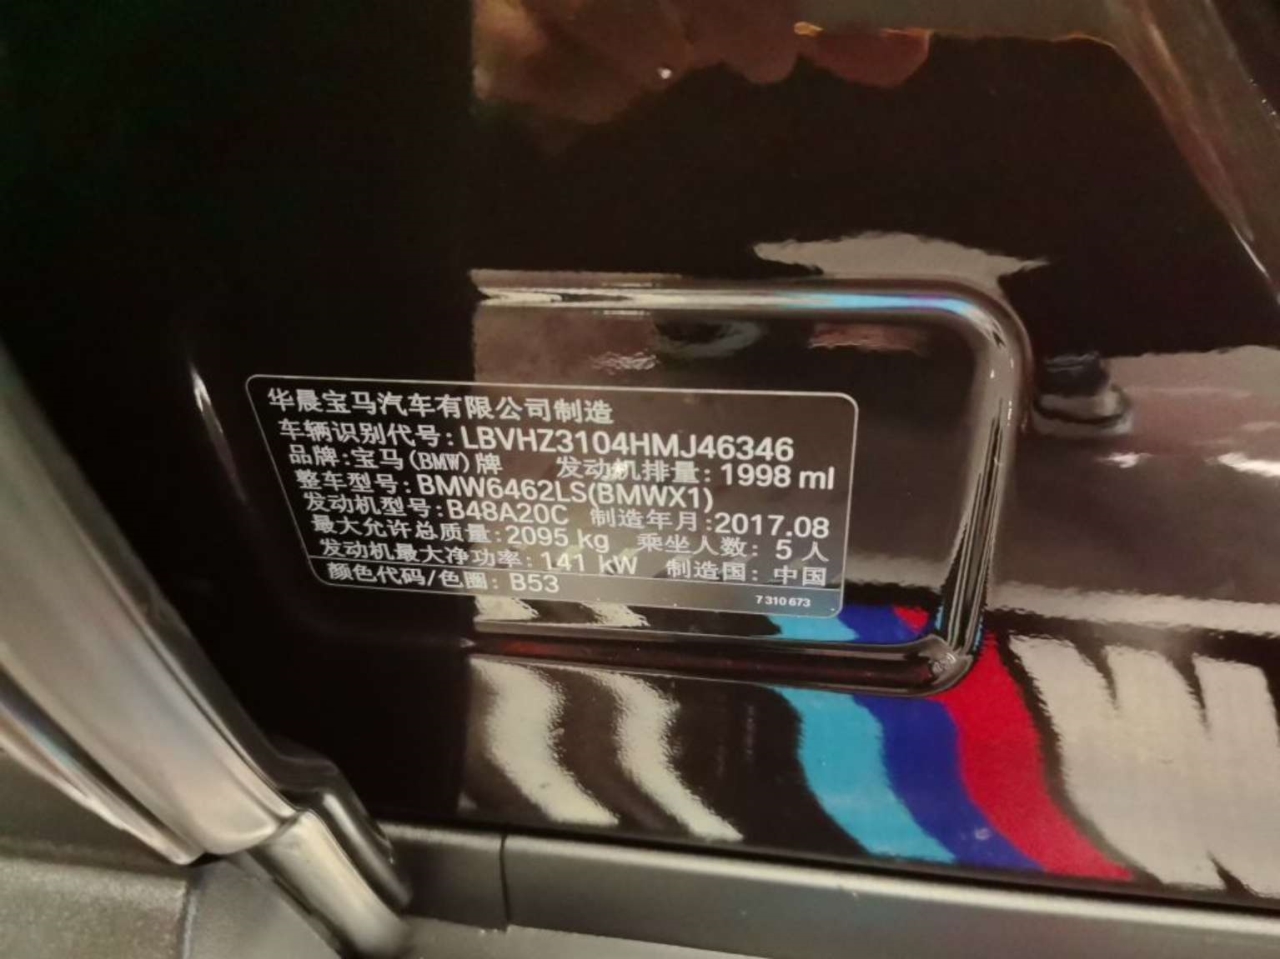 华晨宝马汽车有限公司制造
车辆识别代号: LBVHZ3104HMJ46346
品牌: 宝马(BMW)牌 发动机排量: 1998 ml
整车型号: BMW6462LS(BMWX1)
发动机型号: B48A20C 制造年月: 2017.08
最大允许总质量: 2095 kg 乘坐人数: 5 人
发动机最大净功率: 141 kW 制造国: 中国
颜色代码/色圈: B53
7 310 673